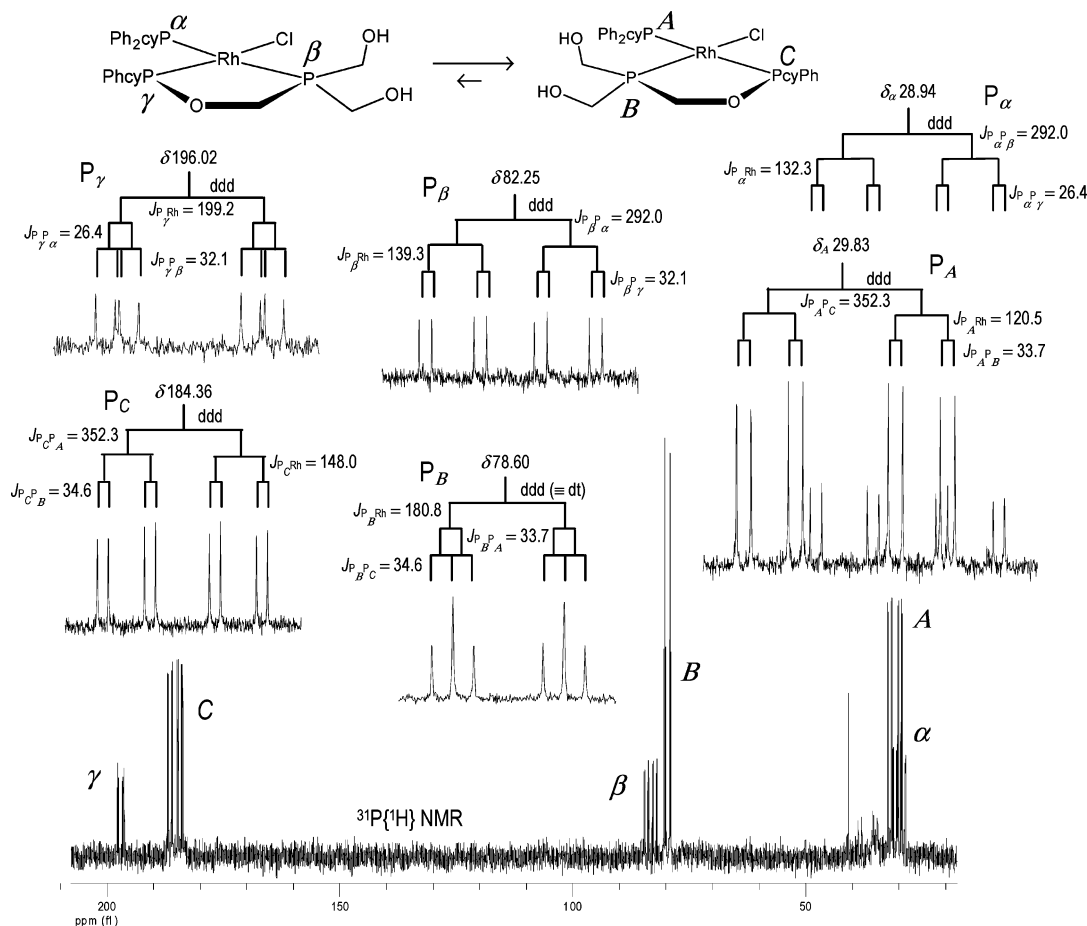 α
Ph₂cyP
Cl
Rh
β
OH
PhcyP
P
γ
O
OH
A
Ph₂cyP
Cl
HO
Rh
C
P
PcyPh
HO
B
O
δα 28.94
Pα
ddd
JPαPβ = 292.0
JPαRh = 132.3
JPαPγ = 26.4
Pγ
δ 196.02
ddd
JPγRh = 199.2
JPγPα = 26.4
JPγPβ = 32.1
Pβ
δ 82.25
ddd
JPβPα = 292.0
JPβRh = 139.3
JPβPγ = 32.1
δA 29.83
PA
ddd
JPAPC = 352.3
JPARh = 120.5
JPAPB = 33.7
PC
δ 184.36
ddd
JPCPA = 352.3
JPCRh = 148.0
JPCPB = 34.6
PB
δ 78.60
ddd (≡ dt)
JPBRh = 180.8
JPBPA = 33.7
JPBPC = 34.6
γ
C
β
B
A
α
³¹P{¹H} NMR
200
150
100
50
ppm (f1)